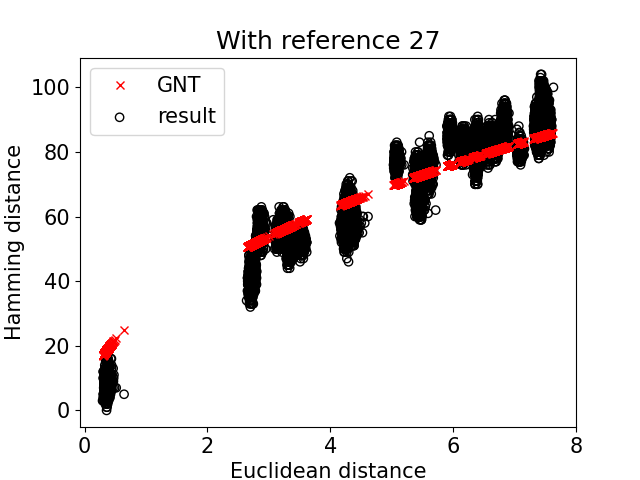 With reference 27
GNT
result
100
80
60
40
20
0
Hamming distance
0 2 4 6 8
Euclidean distance